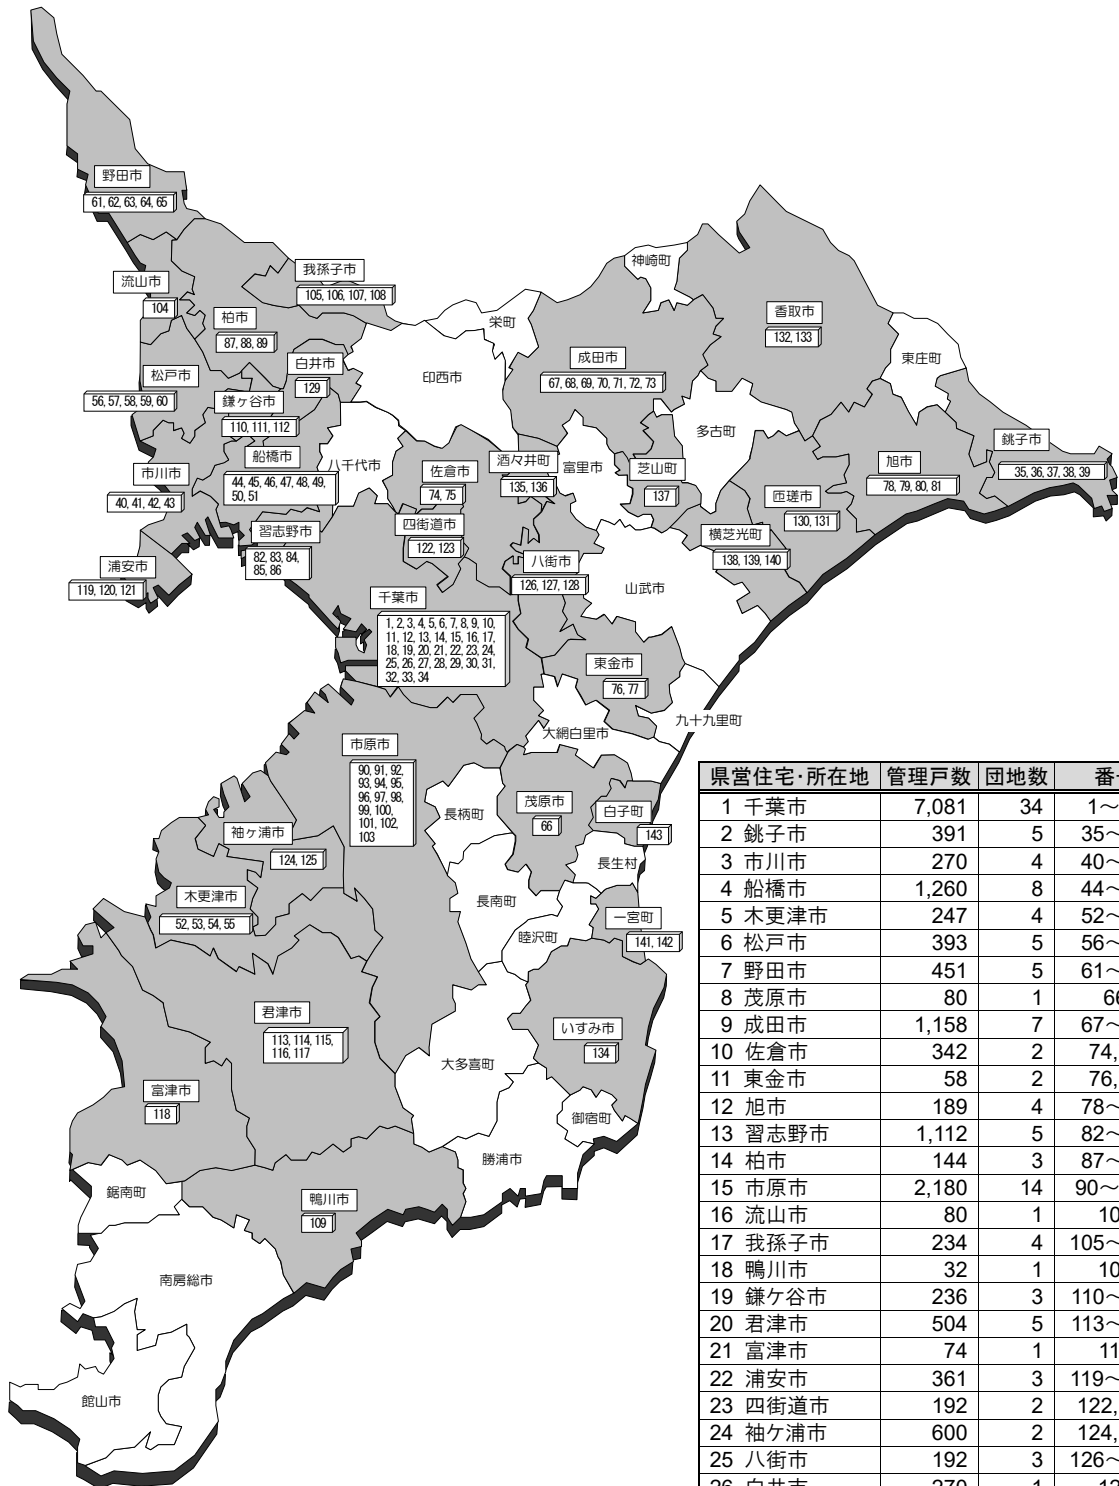 野田市
61, 62, 63, 64, 65
流山市
104
我孫子市
105, 106, 107, 108
柏市
87, 88, 89
松戸市
56, 57, 58, 59, 60
白井市
129
鎌ヶ谷市
110, 111, 112
船橋市
44, 45, 46, 47, 48, 49,
50, 51
市川市
40, 41, 42, 43
習志野市
82, 83, 84,
85, 86
浦安市
119, 120, 121
八千代市
印西市
栄町
神崎町
成田市
67, 68, 69, 70, 71, 72, 73
香取市
132, 133
東庄町
銚子市
35, 36, 37, 38, 39
旭市
78, 79, 80, 81
匝瑳市
130, 131
多古町
芝山町
137
横芝光町
138, 139, 140
富里市
酒々井町
135, 136
佐倉市
74, 75
四街道市
122, 123
八街市
126, 127, 128
山武市
千葉市
1, 2, 3, 4, 5, 6, 7, 8, 9, 10,
11, 12, 13, 14, 15, 16, 17,
18, 19, 20, 21, 22, 23, 24,
25, 26, 27, 28, 29, 30, 31,
32, 33, 34
東金市
76, 77
九十九里町
大網白里市
市原市
90, 91, 92,
93, 94, 95,
96, 97, 98,
99, 100,
101, 102,
103
茂原市
66
白子町
143
長柄町
長生村
長南町
睦沢町
一宮町
141, 142
袖ヶ浦市
124, 125
木更津市
52, 53, 54, 55
君津市
113, 114, 115,
116, 117
富津市
118
いすみ市
134
大多喜町
御宿町
勝浦市
鴨川市
109
鋸南町
南房総市
館山市
県営住宅・所在地 管理戸数 団地数 番
1 千葉市 7,081 34 1～
2 銚子市 391 5 35～
3 市川市 270 4 40～
4 船橋市 1,260 8 44～
5 木更津市 247 4 52～
6 松戸市 393 5 56～
7 野田市 451 5 61～
8 茂原市 80 1 66
9 成田市 1,158 7 67～
10 佐倉市 342 2 74,
11 東金市 58 2 76,
12 旭市 189 4 78～
13 習志野市 1,112 5 82～
14 柏市 144 3 87～
15 市原市 2,180 14 90～
16 流山市 80 1 10
17 我孫子市 234 4 105～
18 鴨川市 32 1 10
19 鎌ケ谷市 236 3 110～
20 君津市 504 5 113～
21 富津市 74 1 11
22 浦安市 361 3 119～
23 四街道市 192 2 122,
24 袖ケ浦市 600 2 124,
25 八街市 192 3 126～
26 白井市 270 1 12